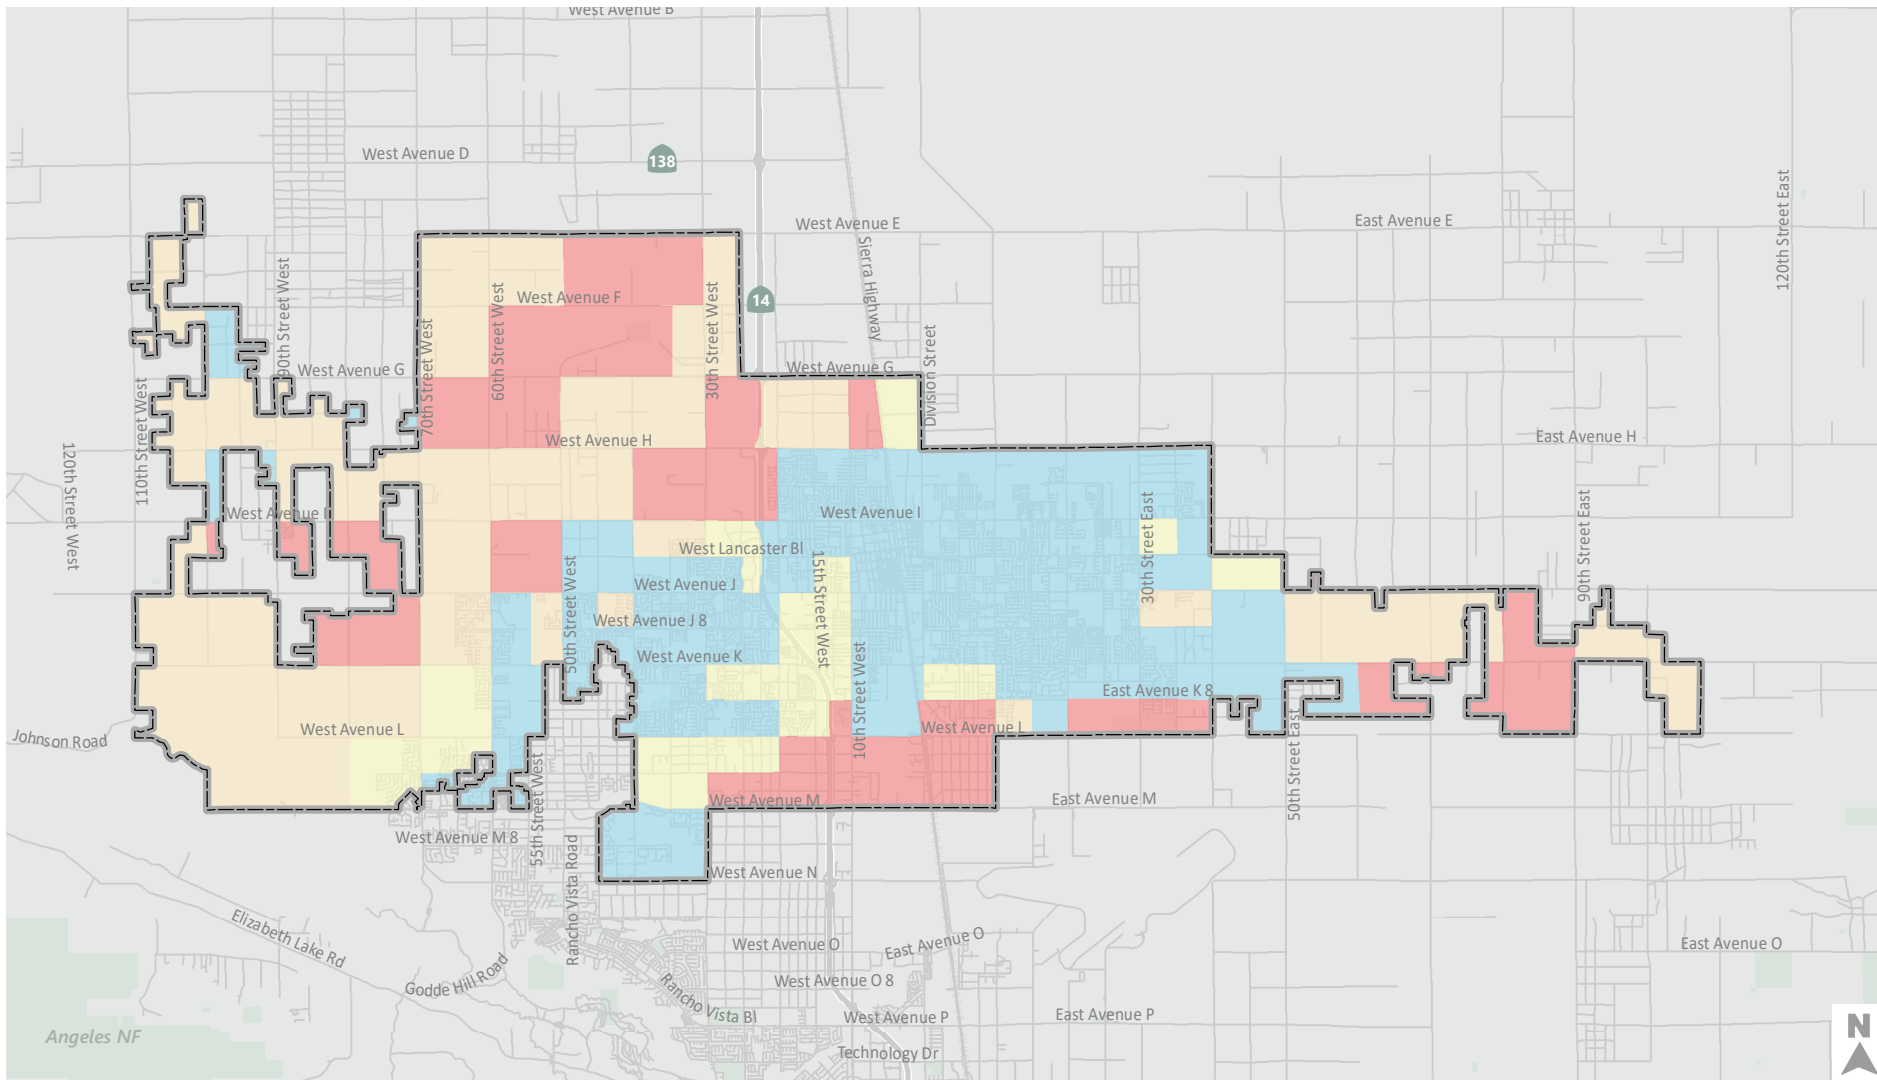 West Avenue B
West Avenue D
138
West Avenue E
East Avenue E
120th Street East
Sierra Highway
90th Street West
West Avenue F
60th Street West
30th Street West
14
70th Street West
West Avenue G
West Avenue G
Division Street
110th Street West
120th Street West
West Avenue H
East Avenue H
West Avenue I
West Avenue I
30th Street East
90th Street East
West Lancaster Bl
15th Street West
50th Street West
West Avenue J
West Avenue J 8
West Avenue K
10th Street West
East Avenue K 8
West Avenue L
West Avenue L
Johnson Road
50th Street East
55th Street West
West Avenue M
East Avenue M
West Avenue M 8
Rancho Vista Road
West Avenue N
Elizabeth Lake Rd
West Avenue O
East Avenue O
East Avenue O
Godde Hill Road
West Avenue O 8
Rancho Vista Bl
West Avenue P
East Avenue P
Angeles NF
Technology Dr
N